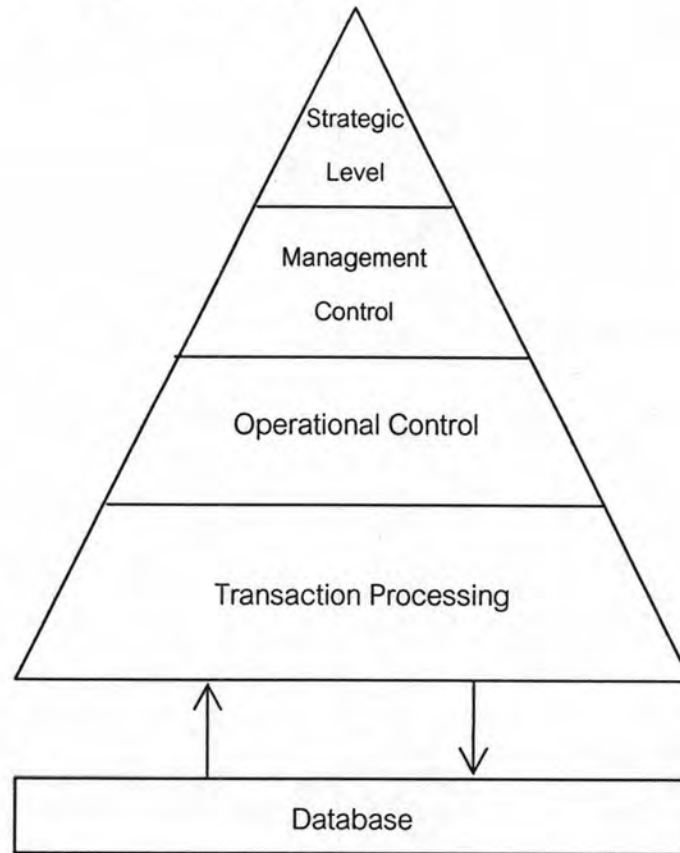 Strategic
Level
Management
Control
Operational Control
Transaction Processing
Database